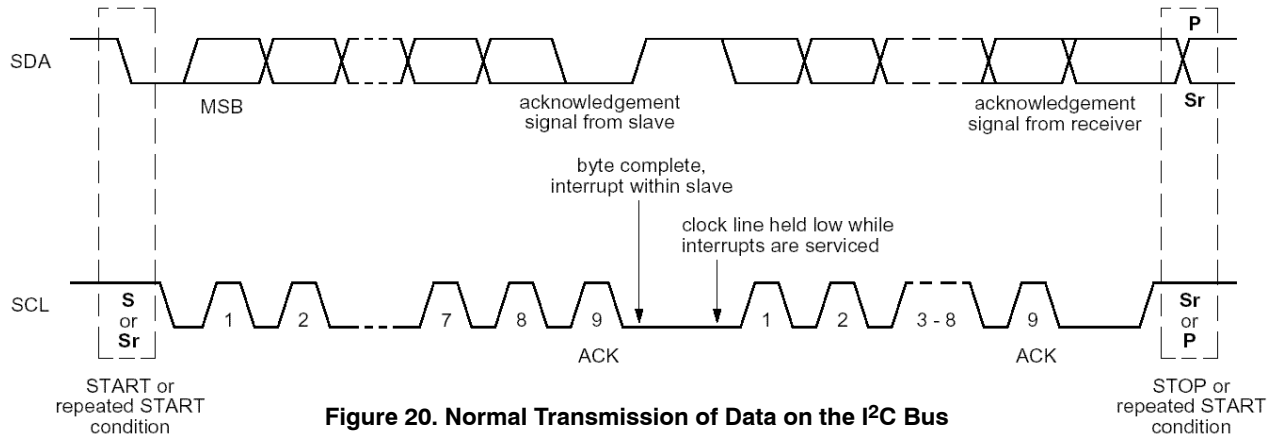 P
SDA
MSB
acknowledgement
signal from slave
acknowledgement
signal from receiver
Sr
byte complete,
interrupt within slave
clock line held low while
interrupts are serviced
SCL
S
or
Sr
1
2
7
8
9
1
2
3 - 8
9
Sr
or
P
ACK
ACK
START or
repeated START
condition
STOP or
repeated START
condition
Figure 20. Normal Transmission of Data on the I²C Bus